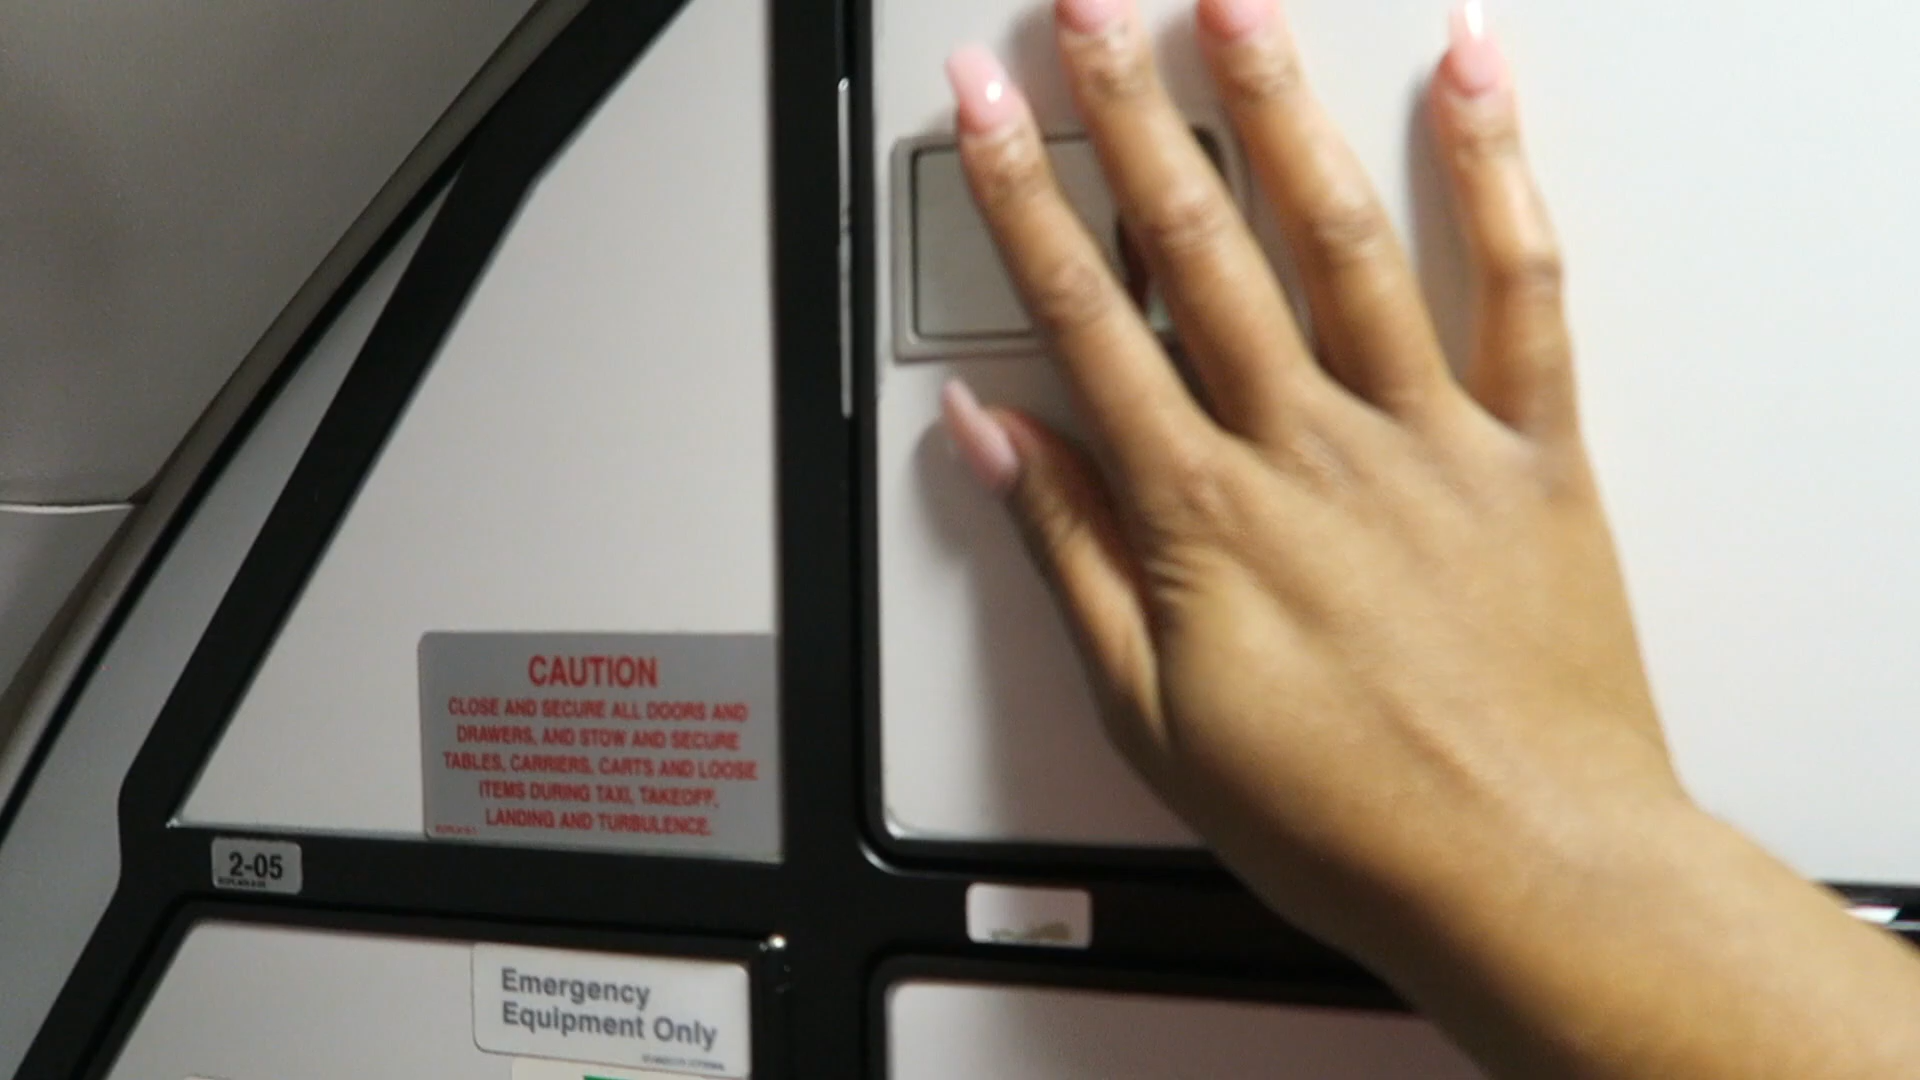 CAUTION
CLOSE AND SECURE ALL DOORS AND
DRAWERS, AND STOW AND SECURE
TABLES, CARRIERS, CARTS AND LOOSE
ITEMS DURING TAXI, TAKEOFF,
LANDING AND TURBULENCE.
2-05
Emergency
Equipment Only